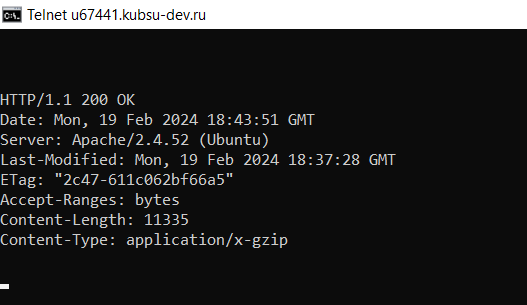 Telnet u67441.kubsu-dev.ru
HTTP/1.1 200 OK
Date: Mon, 19 Feb 2024 18:43:51 GMT
Server: Apache/2.4.52 (Ubuntu)
Last-Modified: Mon, 19 Feb 2024 18:37:28 GMT
ETag: "2c47-611c062bf66a5"
Accept-Ranges: bytes
Content-Length: 11335
Content-Type: application/x-gzip